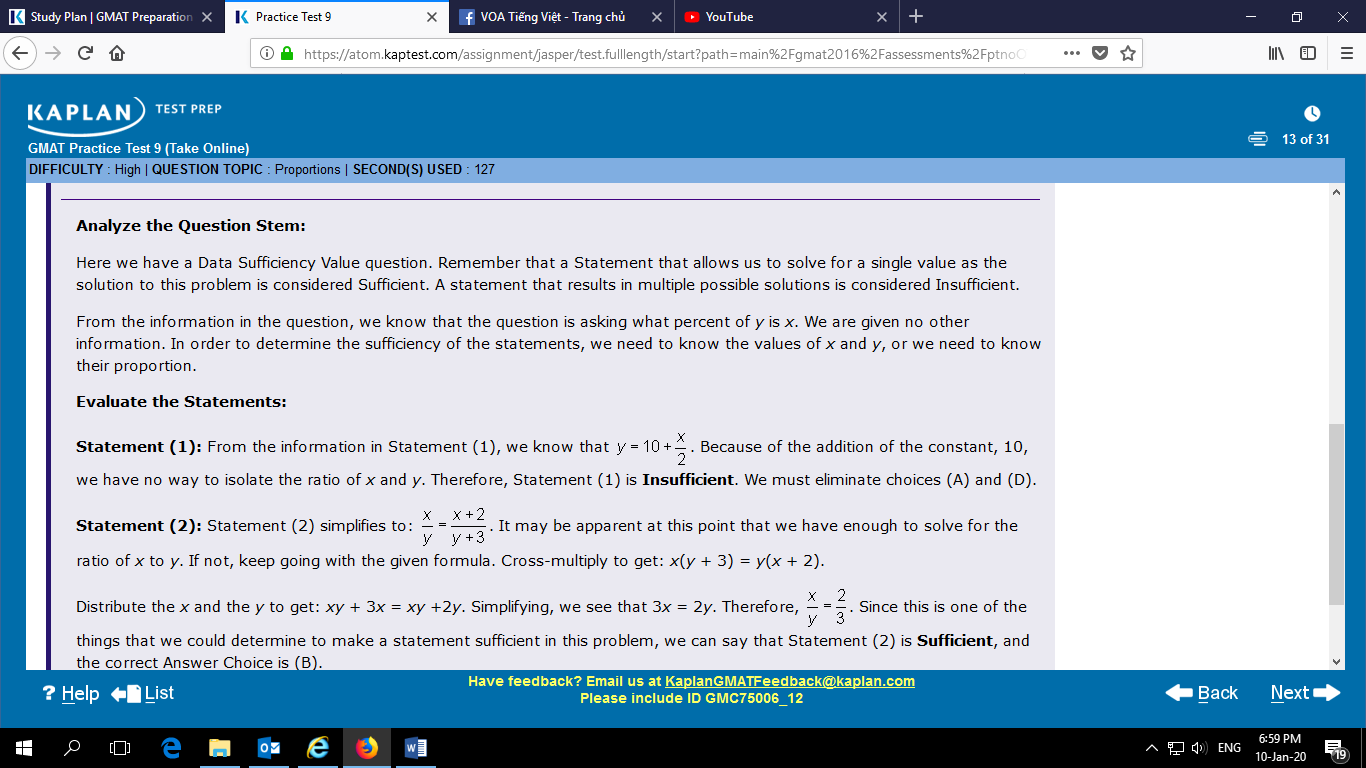 Study Plan | GMAT Preparation
Practice Test 9
VOA Tiếng Việt - Trang chủ
YouTube
https://atom.kaptest.com/assignment/jasper/test.fulllength/start?path=main%2Fgmat2016%2Fassessments%2Fptno
KAPLAN TEST PREP
GMAT Practice Test 9 (Take Online)
13 of 31
DIFFICULTY : High | QUESTION TOPIC : Proportions | SECOND(S) USED : 127
Analyze the Question Stem:
Here we have a Data Sufficiency Value question. Remember that a Statement that allows us to solve for a single value as the
solution to this problem is considered Sufficient. A statement that results in multiple possible solutions is considered Insufficient.
From the information in the question, we know that the question is asking what percent of y is x. We are given no other
information. In order to determine the sufficiency of the statements, we need to know the values of x and y, or we need to know
their proportion.
Evaluate the Statements:
Statement (1): From the information in Statement (1), we know that y = 10 + x/2. Because of the addition of the constant, 10,
we have no way to isolate the ratio of x and y. Therefore, Statement (1) is Insufficient. We must eliminate choices (A) and (D).
Statement (2): Statement (2) simplifies to: x/y = (x+2)/(y+3). It may be apparent at this point that we have enough to solve for the
ratio of x to y. If not, keep going with the given formula. Cross-multiply to get: x(y + 3) = y(x + 2).
Distribute the x and the y to get: xy + 3x = xy +2y. Simplifying, we see that 3x = 2y. Therefore, x/y = 2/3. Since this is one of the
things that we could determine to make a statement sufficient in this problem, we can say that Statement (2) is Sufficient, and
the correct Answer Choice is (B).
? Help List
Have feedback? Email us at KaplanGMATFeedback@kaplan.com
Please include ID GMC75006_12
Back Next
ENG
6:59 PM
10-Jan-20
19